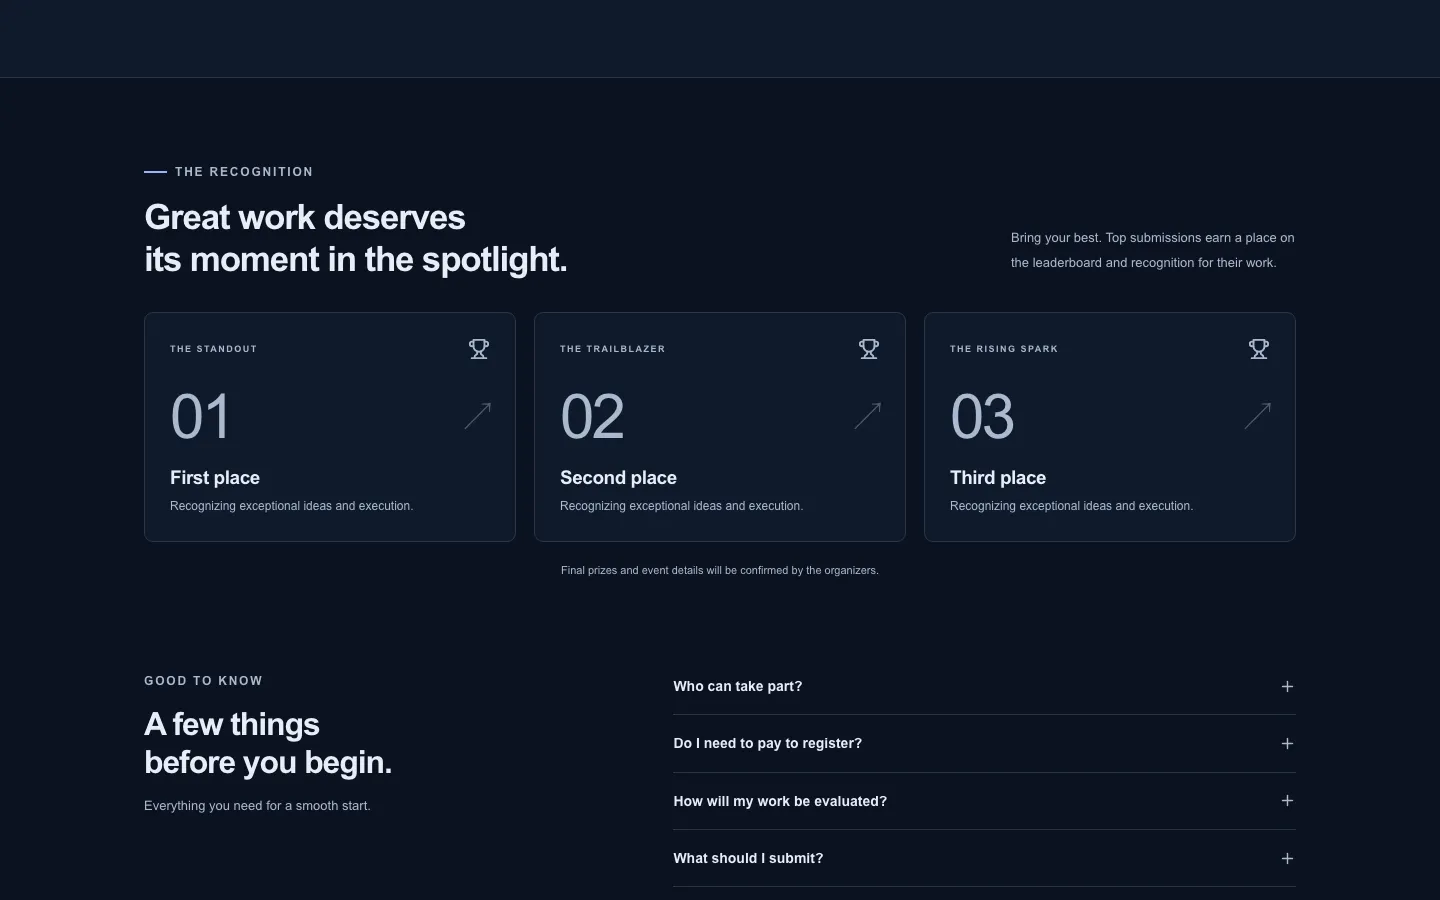 THE RECOGNITION
Great work deserves
its moment in the spotlight.
Bring your best. Top submissions earn a place on
the leaderboard and recognition for their work.
THE STANDOUT
01
First place
Recognizing exceptional ideas and execution.
THE TRAILBLAZER
02
Second place
Recognizing exceptional ideas and execution.
THE RISING SPARK
03
Third place
Recognizing exceptional ideas and execution.
Final prizes and event details will be confirmed by the organizers.
GOOD TO KNOW
A few things
before you begin.
Everything you need for a smooth start.
Who can take part?
Do I need to pay to register?
How will my work be evaluated?
What should I submit?